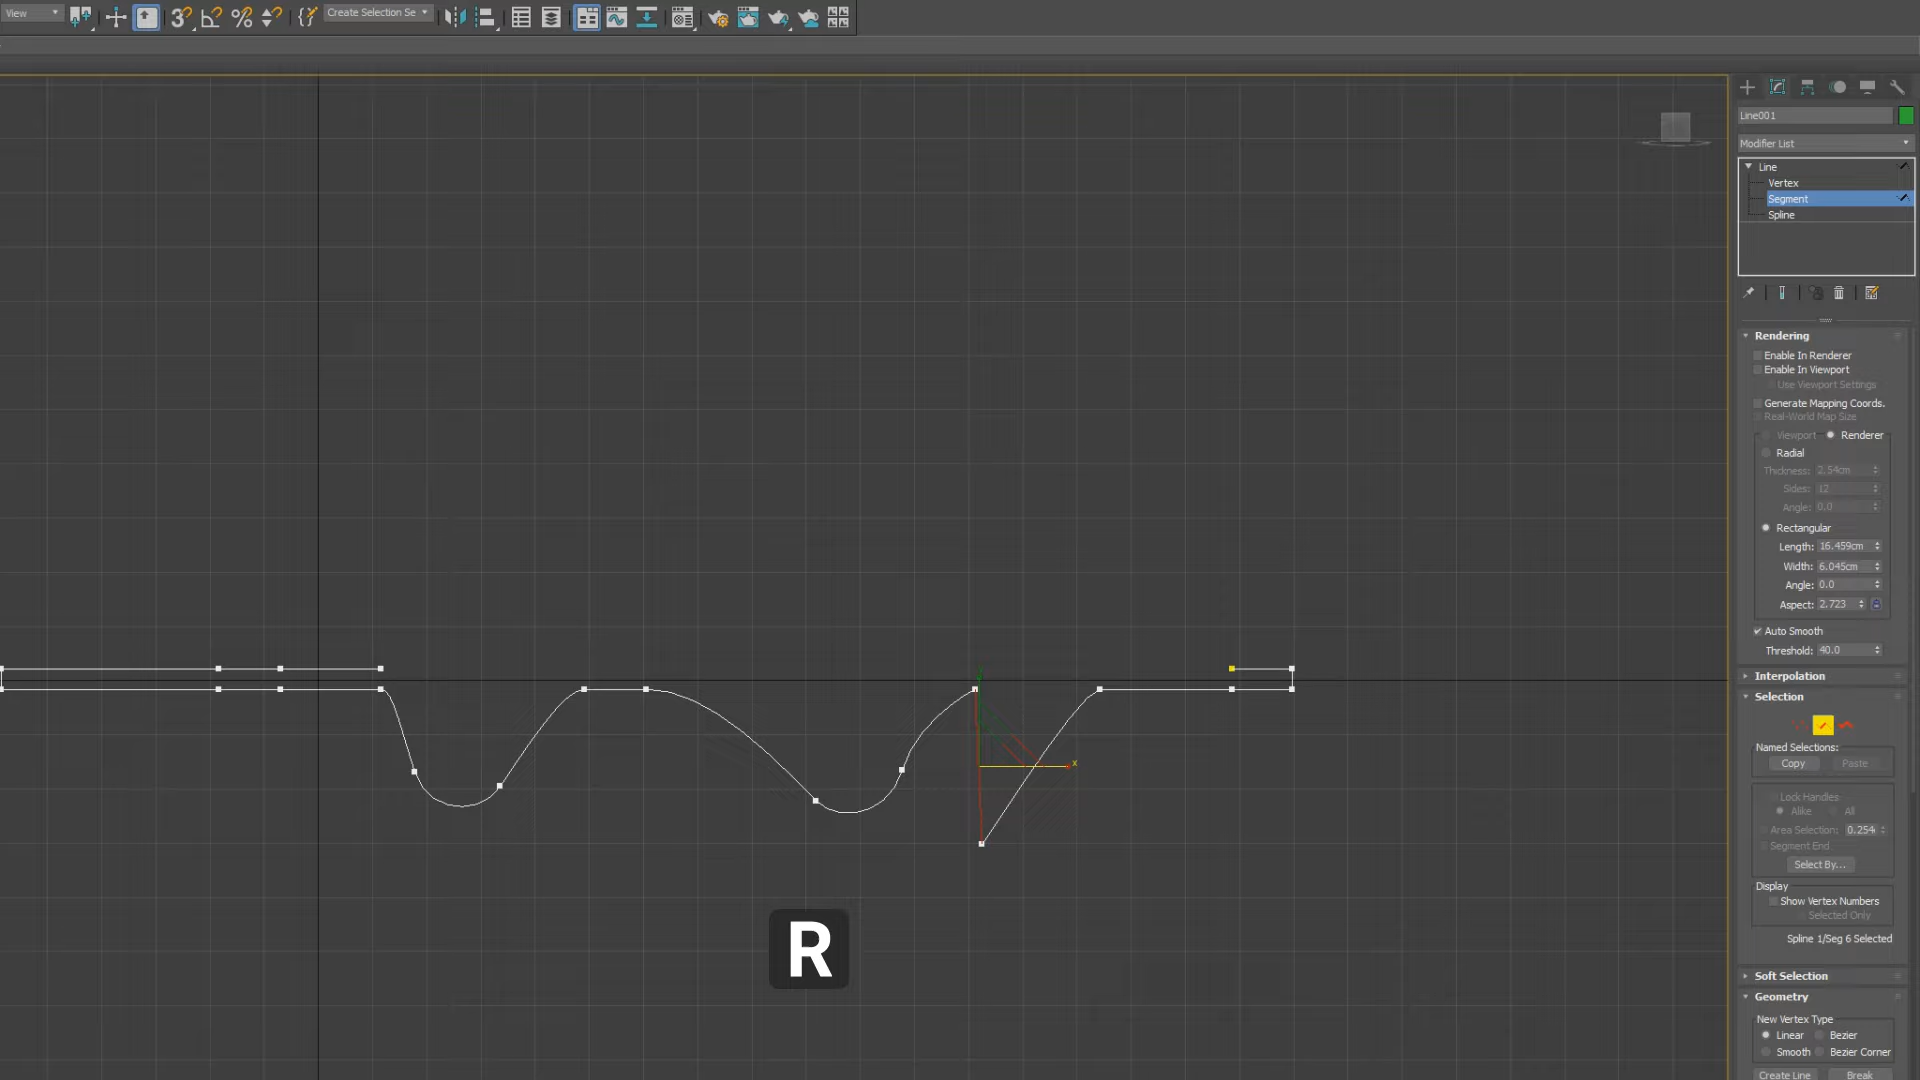 View
Create Selection Se
Line001
Modifier List
Line
Vertex
Segment
Spline
Rendering
Enable In Renderer
Enable In Viewport
Use Viewport Settings
Generate Mapping Coords.
Real-World Map Size
Viewport Renderer
Radial
Thickness: 2.54cm
Sides: 12
Angle: 0.0
Rectangular
Length: 16.459cm
Width: 6.045cm
Angle: 0.0
Aspect: 2.723
Auto Smooth
Threshold: 40.0
Interpolation
Selection
Named Selections:
Copy Paste
Lock Handles
Alike All
Area Selection: 0.254
Segment End
Select By...
Display
Show Vertex Numbers
Selected Only
Spline 1/Seg 6 Selected
Soft Selection
Geometry
New Vertex Type
Linear Bezier
Smooth Bezier Corner
Create Line Break
x
R